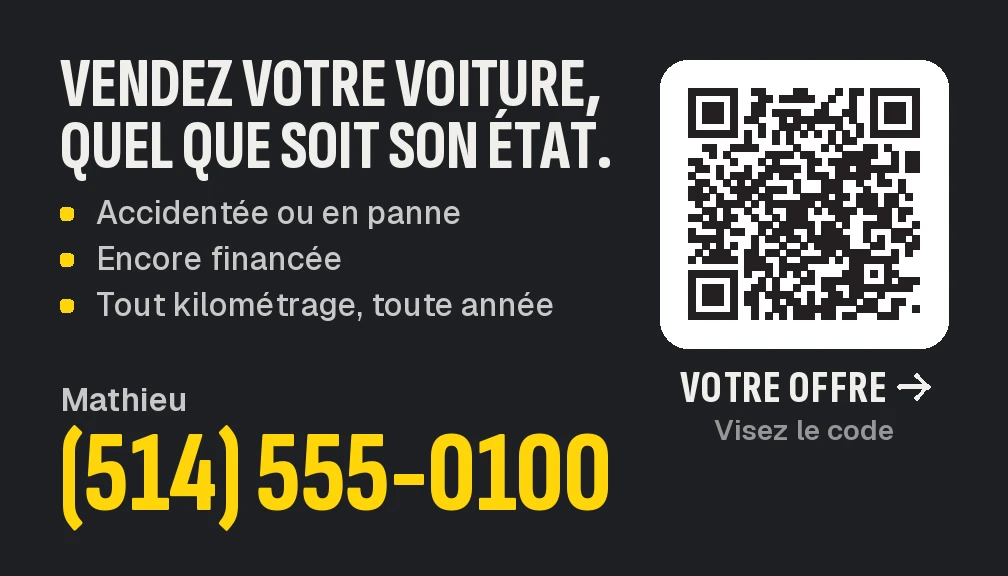 VENDEZ VOTRE VOITURE,
QUEL QUE SOIT SON ÉTAT.
Accidentée ou en panne
Encore financée
Tout kilométrage, toute année
Mathieu
(514) 555-0100
VOTRE OFFRE →
Visez le code